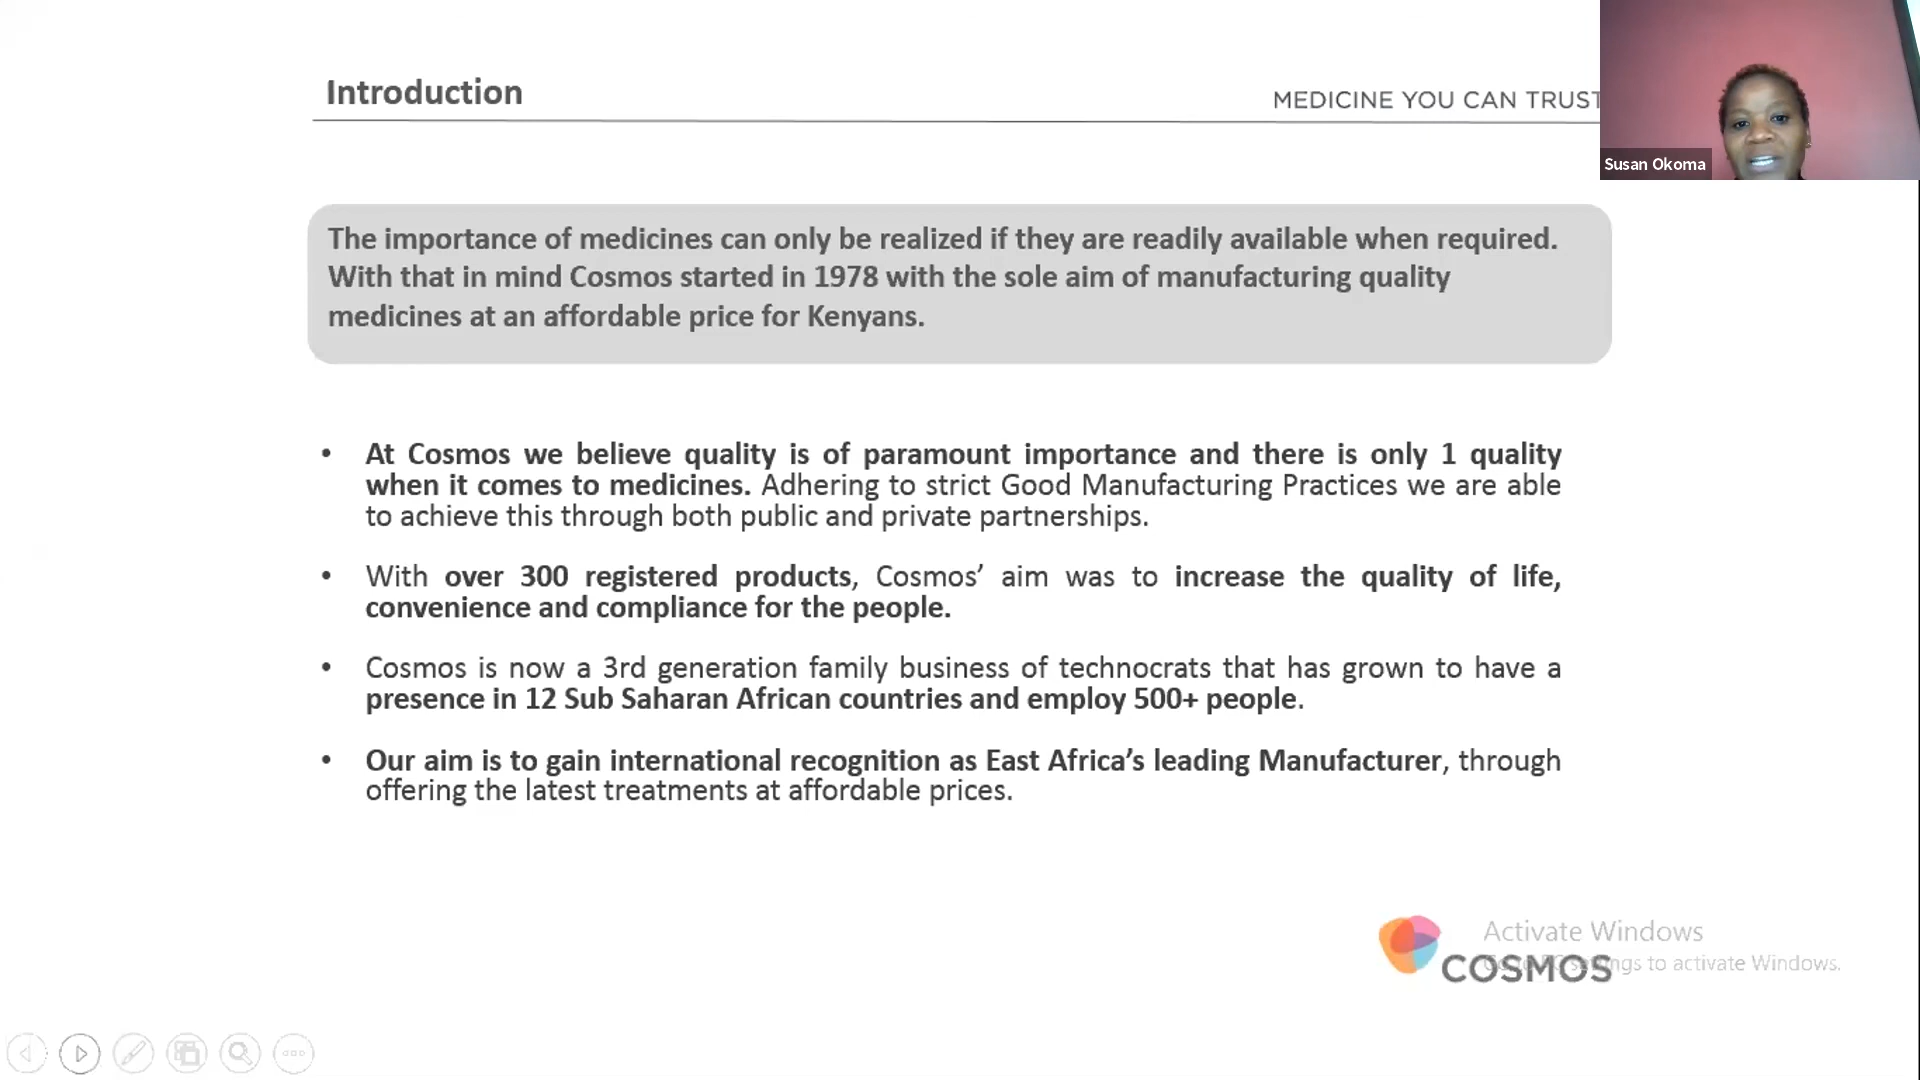 Introduction
MEDICINE YOU CAN TRUST
Susan Okoma
The importance of medicines can only be realized if they are readily available when required.
With that in mind Cosmos started in 1978 with the sole aim of manufacturing quality
medicines at an affordable price for Kenyans.
• At Cosmos we believe quality is of paramount importance and there is only 1 quality
when it comes to medicines. Adhering to strict Good Manufacturing Practices we are able
to achieve this through both public and private partnerships.
• With over 300 registered products, Cosmos’ aim was to increase the quality of life,
convenience and compliance for the people.
• Cosmos is now a 3rd generation family business of technocrats that has grown to have a
presence in 12 Sub Saharan African countries and employ 500+ people.
• Our aim is to gain international recognition as East Africa’s leading Manufacturer, through
offering the latest treatments at affordable prices.
Activate Windows
COSMOS
to activate Windows.